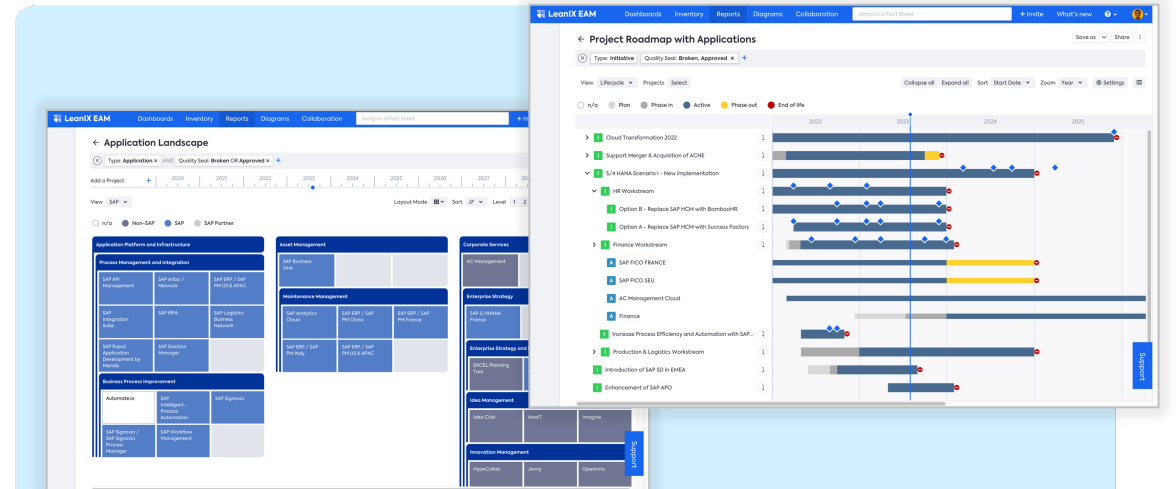 LeanIX EAM Dashboards Inventory Reports Diagrams Collaboration Jump to a Fact Sheet + Invite What's new
← Project Roadmap with Applications Save as Share
Type: Initiative Quality Seal: Broken, Approved × +
View Lifecycle Projects Select Collapse all Expand all Sort Start Date Zoom Year Settings
n/a Plan Phase in Active Phase out End of life
2022 2023 2024 2025
I Cloud Transformation 2022
I Support Merger & Acquisition of ACNE
I S/4 HANA Scenario I - New Implementation
I HR Workstream
I Option B - Replace SAP HCM with BambooHR
I Option A - Replace SAP HCM with Success Factors
I Finance Workstream
A SAP FICO FRANCE
A SAP FICO SEU
A AC Management Cloud
A Finance
I Increase Process Efficiency and Automation with SAP...
I Production & Logistics Workstream
I Introduction of SAP SD in EMEA
I Enhancement of SAP APO
Support
LeanIX EAM Dashboards Inventory Reports Diagrams Collaboration Jump to a Fact Sheet
← Application Landscape
Type: Application × AND Quality Seal: Broken OR Approved × +
Add a Project + 2020 2021 2022 2023 2024 2025 2026 2027
View SAP Layout Mode Sort Level 1 2
n/a Non-SAP SAP SAP Partner
Application Platform and Infrastructure
Process Management and Integration
SAP API
Management
SAP Ariba /
Network
SAP ERP / SAP
PM US & APAC
SAP
Integration
Suite
SAP IRPA
SAP Logistics
Business
Network
SAP Rapid
Application
Development by
Mendix
SAP Solution
Manager
Business Process Improvement
Automate.io
SAP
Intelligent...
Process
Automation
SAP Signavio
SAP Signavio /
SAP Signavio
Process
Manager
SAP Workflow
Management
Asset Management
SAP Business
One
Maintenance Management
SAP Analytics
Cloud
SAP ERP / SAP
PM China
SAP ERP / SAP
PM France
SAP ERP / SAP
PM Italy
SAP ERP / SAP
PM US & APAC
Corporate Services
AC Management
Enterprise Strategy
SAP S/4HANA
France
Enterprise Strategy and
EXCEL Planning
Tool
Idea Management
Idea Club
IdeaIT
Imagine
Innovation Management
HypeCollab
Jenny
OpenInno
Support